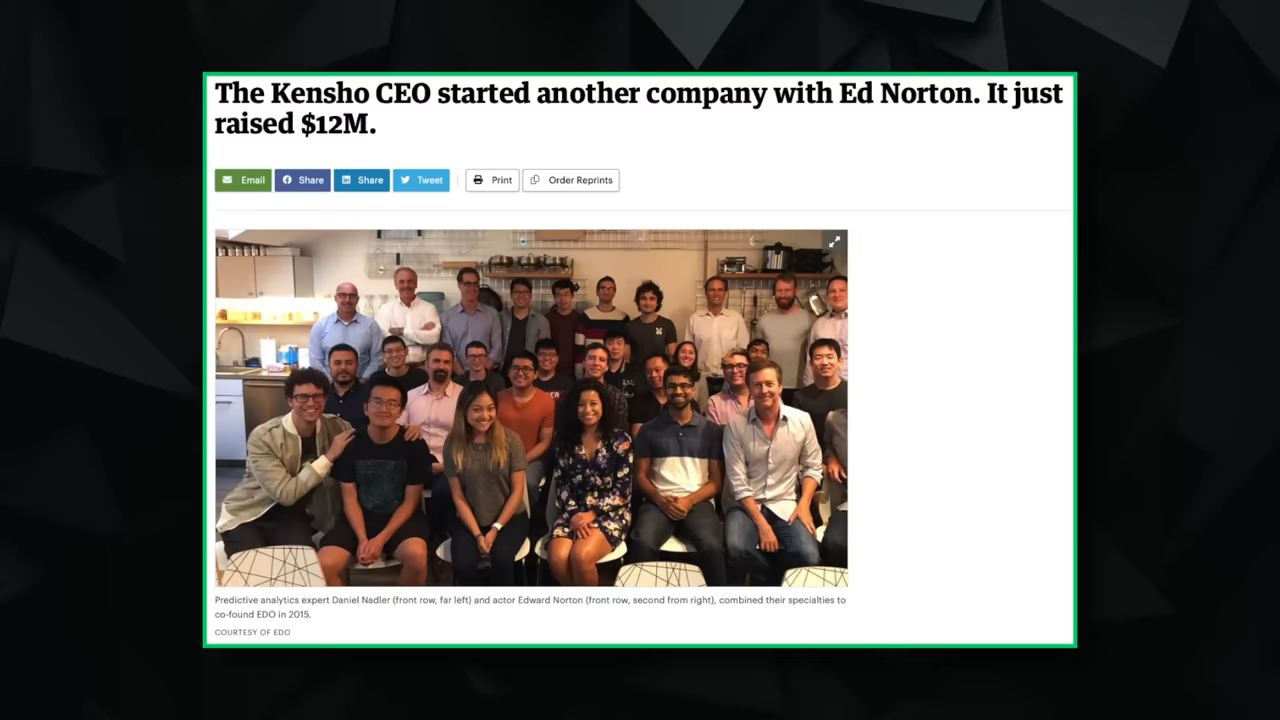 The Kensho CEO started another company with Ed Norton. It just
raised $12M.
Email
Share
Share
Tweet
Print
Order Reprints
Predictive analytics expert Daniel Nadler (front row, far left) and actor Edward Norton (front row, second from right), combined their specialties to
co-found EDO in 2015.
COURTESY OF EDO